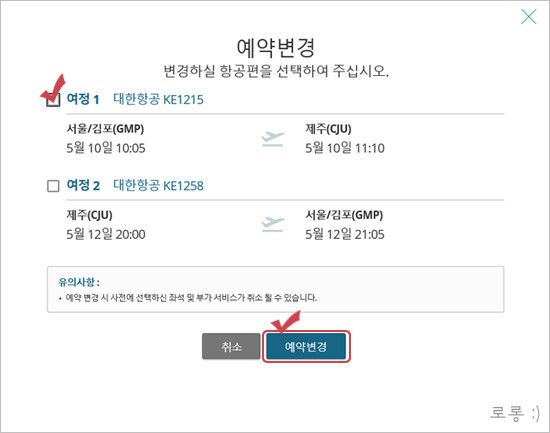 예약변경
변경하실 항공편을 선택하여 주십시오.
여정 1 대한항공 KE1215
서울/김포(GMP) 제주(CJU)
5월 10일 10:05 5월 10일 11:10
여정 2 대한항공 KE1258
제주(CJU) 서울/김포(GMP)
5월 12일 20:00 5월 12일 21:05
유의사항 :
• 예약 변경 시 사전에 선택하신 좌석 및 부가 서비스가 취소 될 수 있습니다.
취소 예약변경
로롱 :)